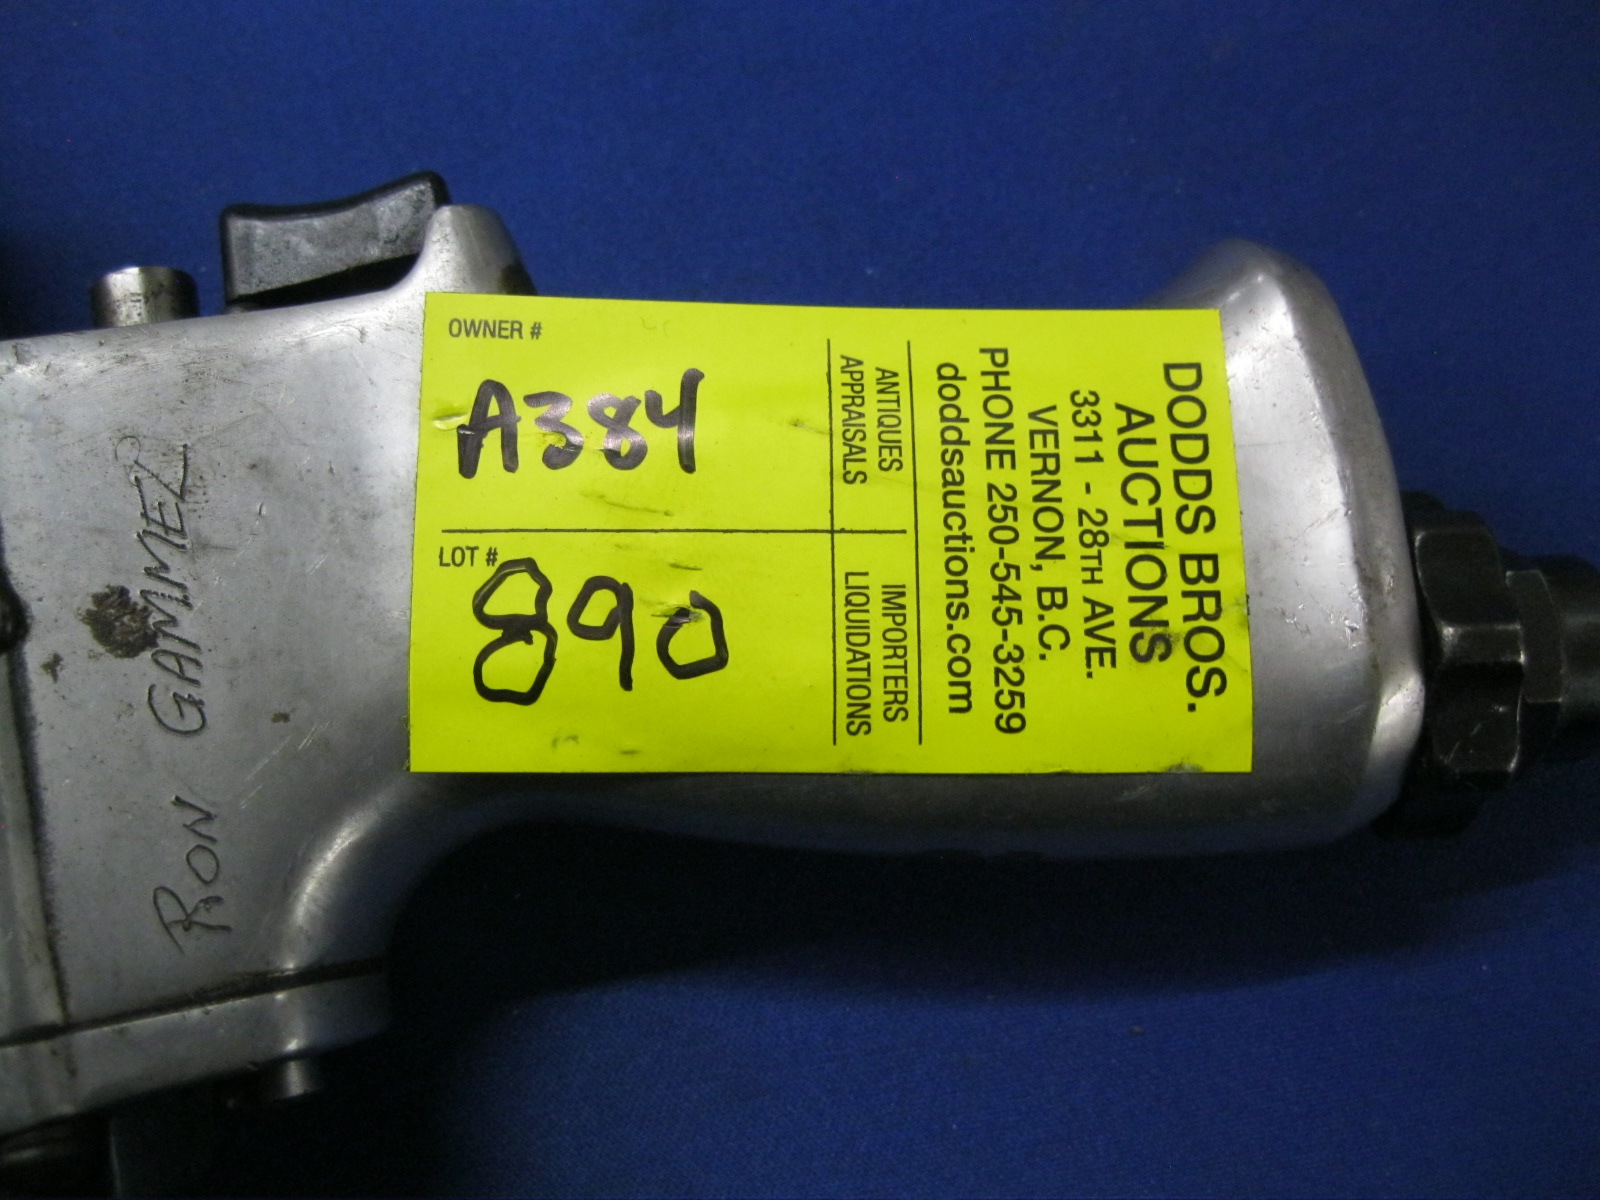 OWNER #
A384
LOT #
890
ANTIQUES
APPRAISALS
IMPORTERS
LIQUIDATIONS
DODDS BROS.
AUCTIONS
3311 - 28TH AVE.
VERNON, B.C.
PHONE 250-545-3259
doddsauctions.com
RON GAMMER